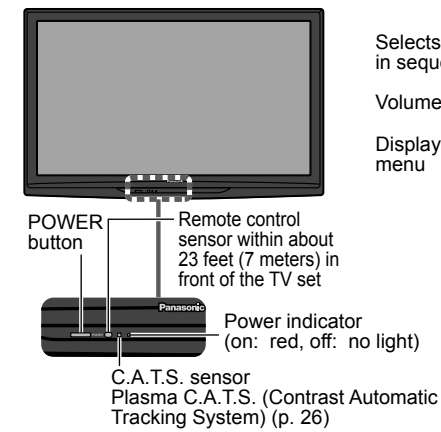 Selects
in sequ
Volume
Display
menu
POWER
button
Remote control
sensor within about
23 feet (7 meters) in
front of the TV set
Panasonic
Power indicator
(on: red, off: no light)
C.A.T.S. sensor
Plasma C.A.T.S. (Contrast Automatic
Tracking System) (p. 26)